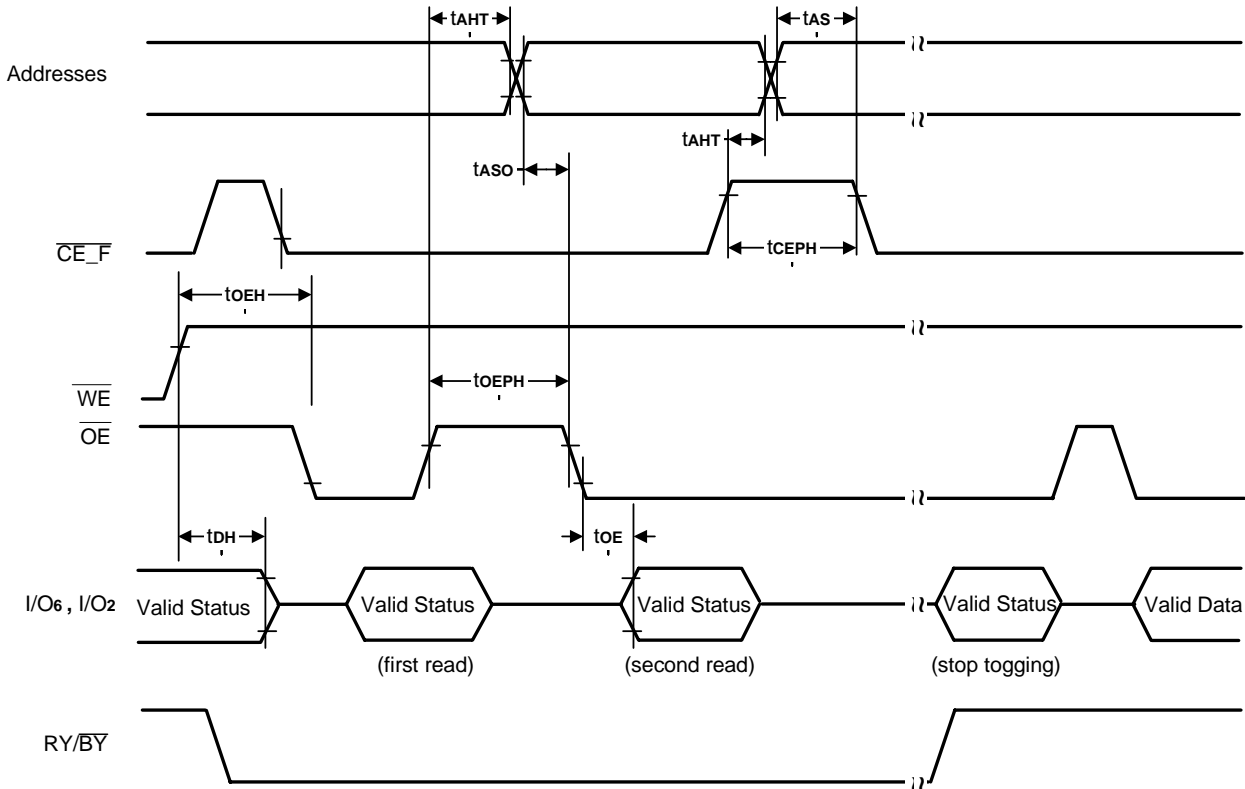 tAHT
tAS
Addresses
tAHT
tASO
CE_F
tCEPH
tOEH
WE
tOEPH
OE
tDH
tOE
I/O6 , I/O2
Valid Status
Valid Status
Valid Status
Valid Status
Valid Data
(first read)
(second read)
(stop togging)
RY/BY